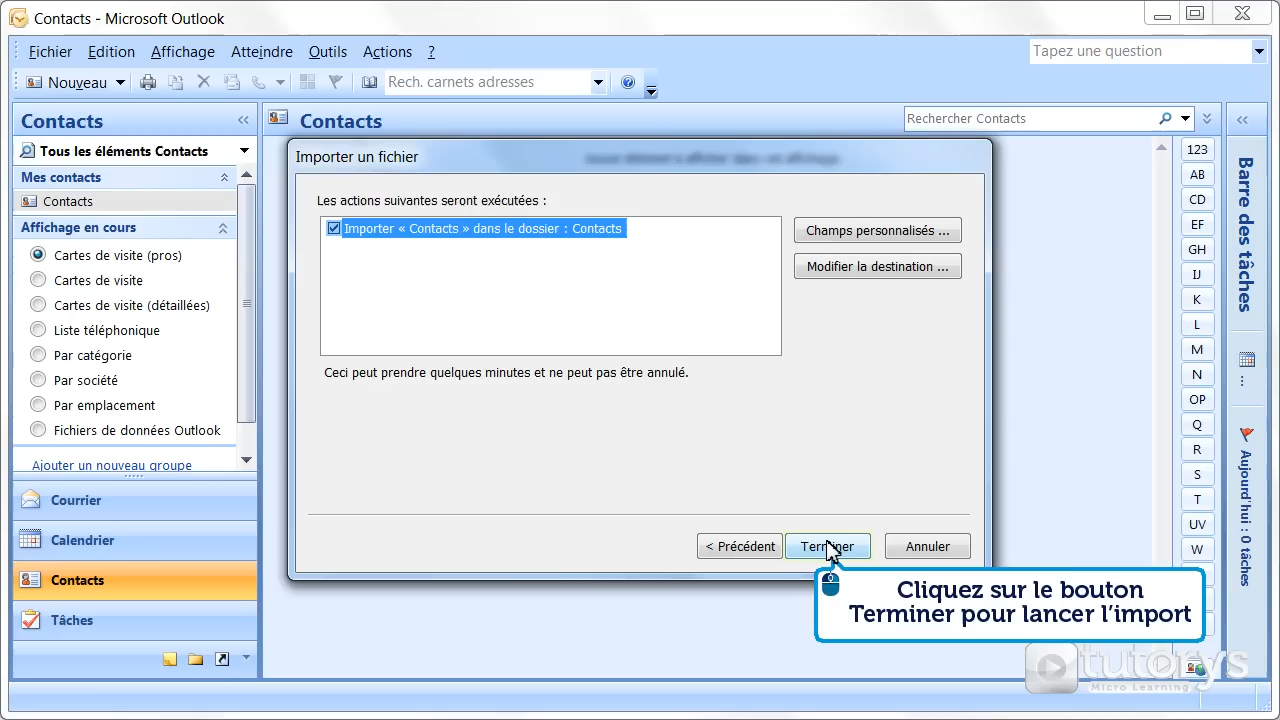 Contacts - Microsoft Outlook
Fichier Edition Affichage Atteindre Outils Actions ?
Tapez une question
Nouveau
Rech. carnets adresses
Contacts
Tous les éléments Contacts
Mes contacts
Contacts
Affichage en cours
Cartes de visite (pros)
Cartes de visite
Cartes de visite (détaillées)
Liste téléphonique
Par catégorie
Par société
Par emplacement
Fichiers de données Outlook
Ajouter un nouveau groupe
Courrier
Calendrier
Contacts
Tâches
Contacts
Rechercher Contacts
Importer un fichier
Les actions suivantes seront exécutées :
Importer « Contacts » dans le dossier : Contacts
Champs personnalisés ...
Modifier la destination ...
Ceci peut prendre quelques minutes et ne peut pas être annulé.
< Précédent
Terminer
Annuler
Cliquez sur le bouton
Terminer pour lancer l’import
123
AB
CD
EF
GH
IJ
K
L
M
N
OP
Q
R
S
T
UV
W
Barre des tâches
...
Aujourd'hui : 0 tâches
tutorys
Micro Learning